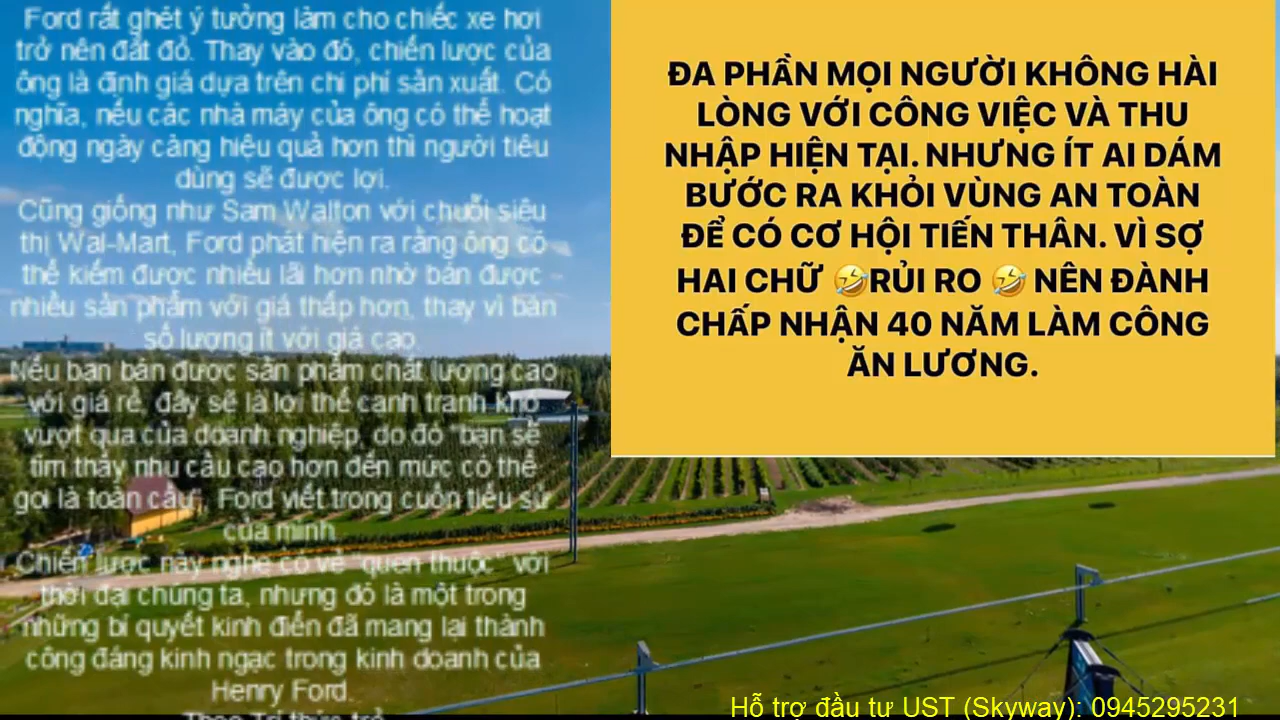 Ford rất ghét ý tưởng làm cho chiếc xe hơi
trở nên đắt đỏ. Thay vào đó, chiến lược của
ông là định giá dựa trên chi phí sản xuất. Có
nghĩa, nếu các nhà máy của ông có thể hoạt
động ngày càng hiệu quả hơn thì người tiêu
dùng sẽ được lợi.
Cũng giống như Sam Walton với chuỗi siêu
thị Wal-Mart, Ford phát hiện ra rằng ông có
thể kiếm được nhiều lãi hơn nhờ bán được
nhiều sản phẩm với giá thấp hơn, thay vì bán
số lượng ít với giá cao.
Nếu bạn bán được sản phẩm chất lượng cao
với giá rẻ, đây sẽ là lợi thế cạnh tranh khó
vượt qua của doanh nghiệp, do đó "bạn sẽ
tìm thấy nhu cầu cao hơn đến mức có thể
gọi là toàn cầu", Ford viết trong cuốn tiểu sử
của mình.
Chiến lược này nghe có vẻ "quen thuộc" với
thời đại chúng ta, nhưng đó là một trong
những bí quyết kinh điển đã mang lại thành
công đáng kinh ngạc trong kinh doanh của
Henry Ford.
Theo Trí thức trẻ
ĐA PHẦN MỌI NGƯỜI KHÔNG HÀI
LÒNG VỚI CÔNG VIỆC VÀ THU
NHẬP HIỆN TẠI. NHƯNG ÍT AI DÁM
BƯỚC RA KHỎI VÙNG AN TOÀN
ĐỂ CÓ CƠ HỘI TIẾN THÂN. VÌ SỢ
HAI CHỮ 🤣RỦI RO 🤣 NÊN ĐÀNH
CHẤP NHẬN 40 NĂM LÀM CÔNG
ĂN LƯƠNG.
Hỗ trợ đầu tư UST (Skyway): 0945295231